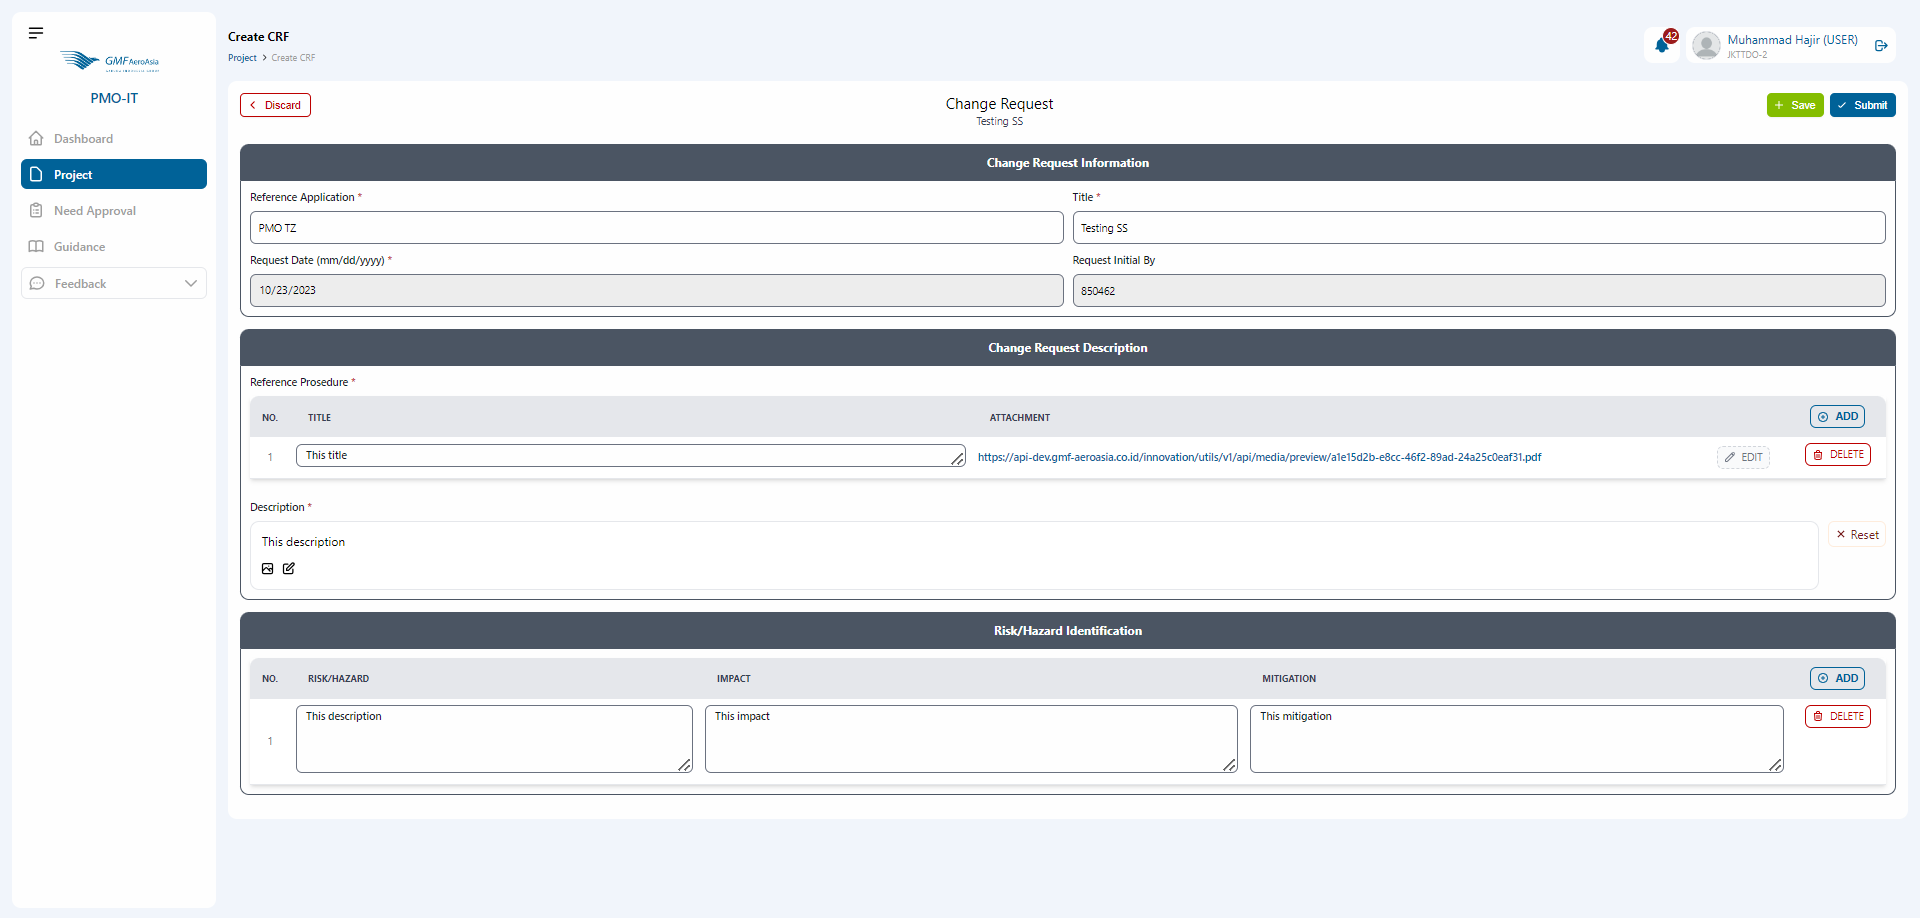 GMF AeroAsia
PMO-IT
Dashboard
Project
Need Approval
Guidance
Feedback
Create CRF
Project > Create CRF
42
Muhammad Hajir (USER)
JKTTDO-2
Discard
Change Request
Testing SS
+ Save
Submit
Change Request Information
Reference Application *
Title *
PMO TZ
Testing SS
Request Date (mm/dd/yyyy) *
Request Initial By
10/23/2023
850462
Change Request Description
Reference Prosedure *
NO. TITLE ATTACHMENT ADD
1 This title https://api-dev.gmf-aeroasia.co.id/innovation/utils/v1/api/media/preview/a1e15d2b-e8cc-46f2-89ad-24a25c0eaf31.pdf EDIT DELETE
Description *
This description
Reset
Risk/Hazard Identification
NO. RISK/HAZARD IMPACT MITIGATION ADD
1 This description This impact This mitigation DELETE